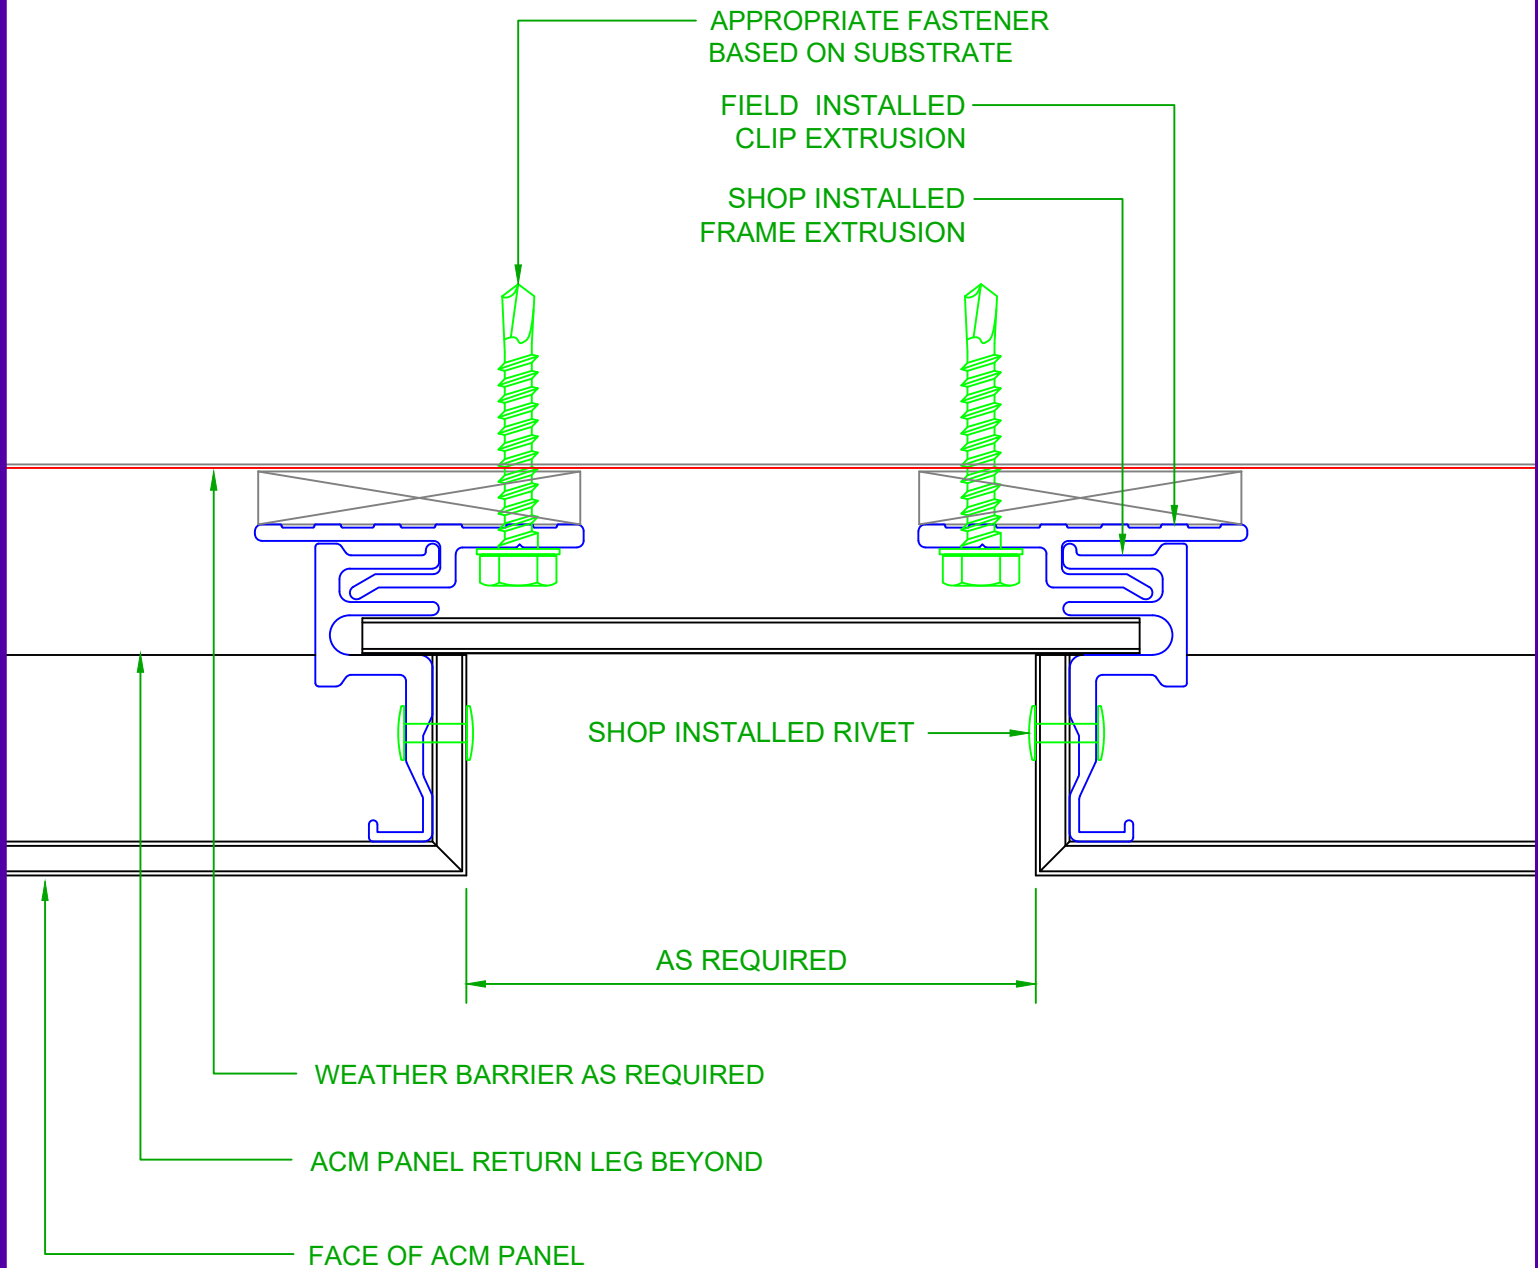 APPROPRIATE FASTENER
BASED ON SUBSTRATE
FIELD INSTALLED
CLIP EXTRUSION
SHOP INSTALLED
FRAME EXTRUSION
SHOP INSTALLED RIVET
AS REQUIRED
WEATHER BARRIER AS REQUIRED
ACM PANEL RETURN LEG BEYOND
FACE OF ACM PANEL